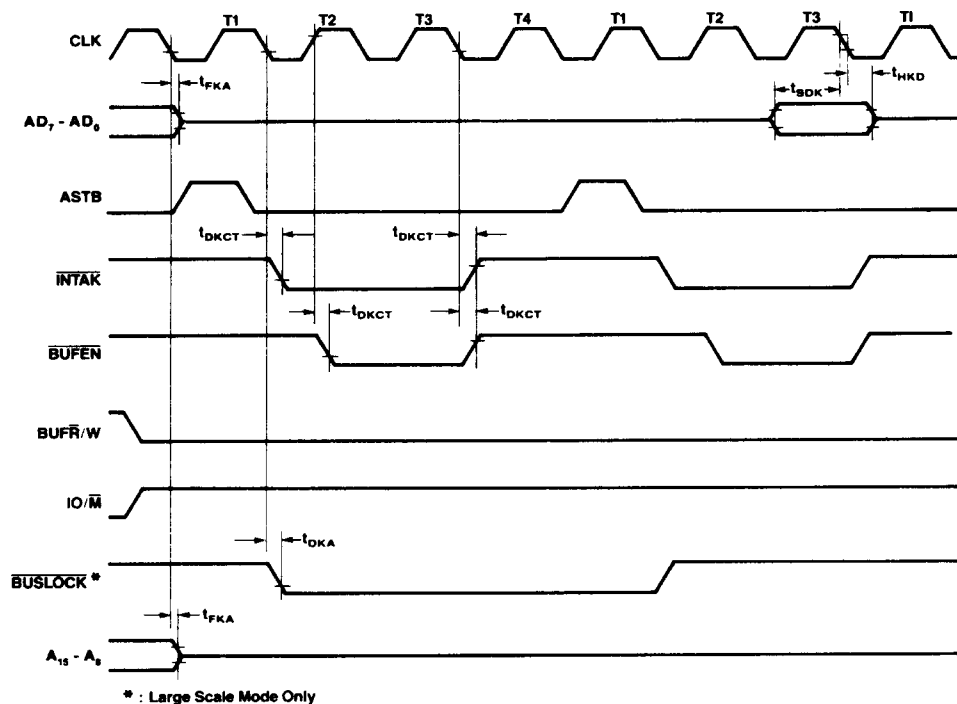 T1 T2 T3 T4 T1 T2 T3 TI
CLK
tFKA
tSDK
tHKD
AD7 - AD0
ASTB
tDKCT tDKCT
INTAK
tDKCT tDKCT
BUFEN
BUFR/W
IO/M
tDKA
BUSLOCK *
tFKA
A15 - A8
* : Large Scale Mode Only